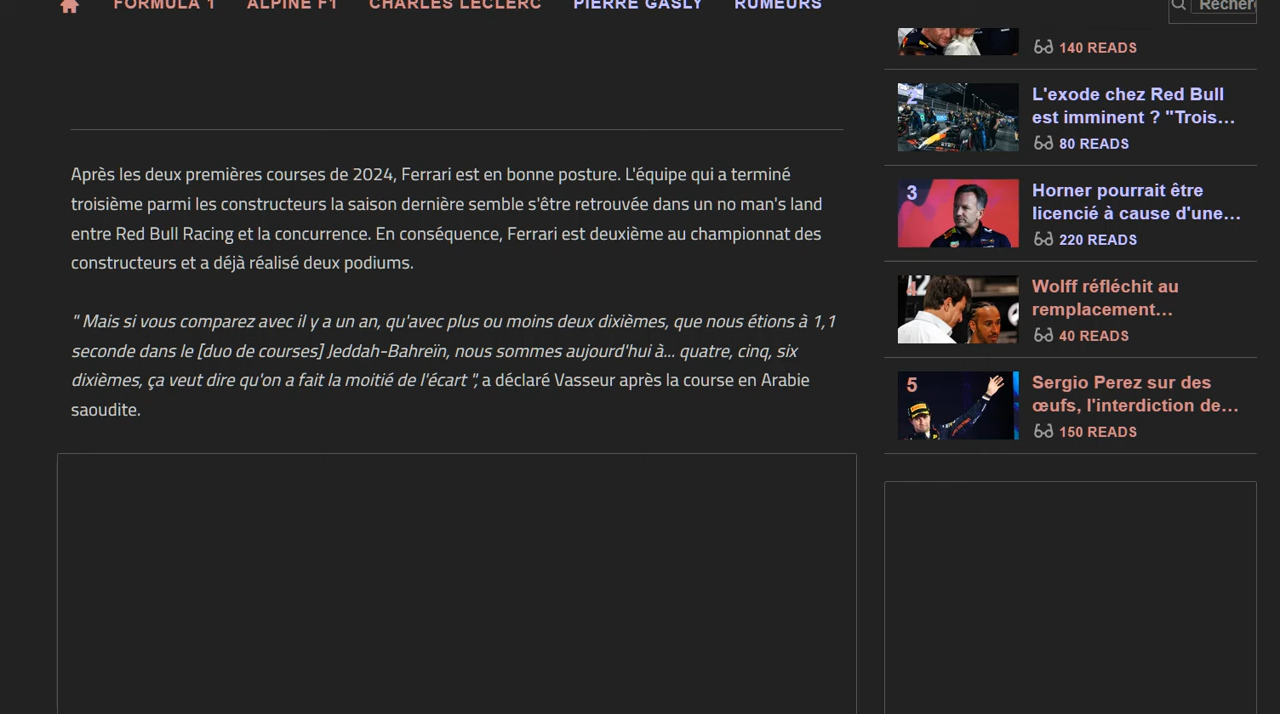 FORMULA 1 ALPINE F1 CHARLES LECLERC PIERRE GASLY RUMEURS
140 READS
2
L'exode chez Red Bull
est imminent ? "Trois...
80 READS
Après les deux premières courses de 2024, Ferrari est en bonne posture. L'équipe qui a terminé
troisième parmi les constructeurs la saison dernière semble s'être retrouvée dans un no man's land
entre Red Bull Racing et la concurrence. En conséquence, Ferrari est deuxième au championnat des
constructeurs et a déjà réalisé deux podiums.
3
Horner pourrait être
licencié à cause d'une...
220 READS
" Mais si vous comparez avec il y a un an, qu'avec plus ou moins deux dixièmes, que nous étions à 1,1
seconde dans le [duo de courses] Jeddah-Bahreïn, nous sommes aujourd'hui à... quatre, cinq, six
dixièmes, ça veut dire qu'on a fait la moitié de l'écart ", a déclaré Vasseur après la course en Arabie
saoudite.
4
Wolff réfléchit au
remplacement...
40 READS
5
Sergio Perez sur des
œufs, l'interdiction de...
150 READS